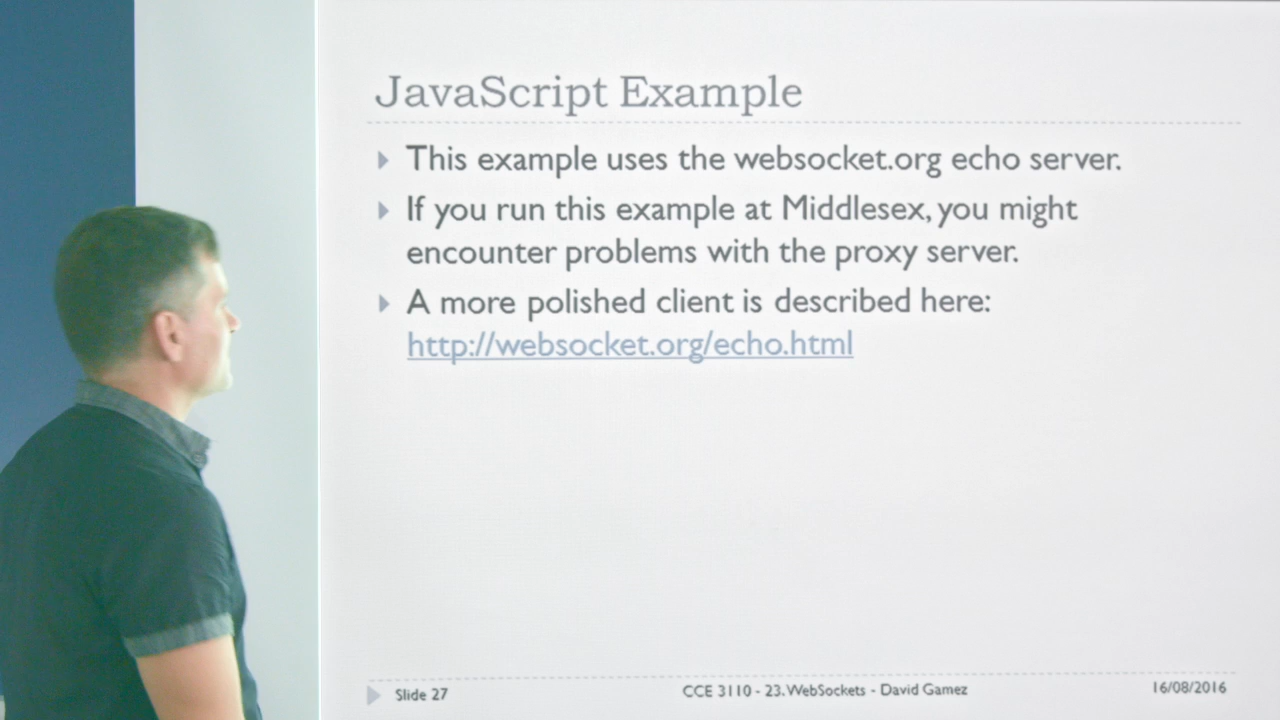 JavaScript Example
This example uses the websocket.org echo server.
If you run this example at Middlesex, you might
encounter problems with the proxy server.
A more polished client is described here:
http://websocket.org/echo.html
Slide 27
CCE 3110 - 23. WebSockets - David Gamez
16/08/2016